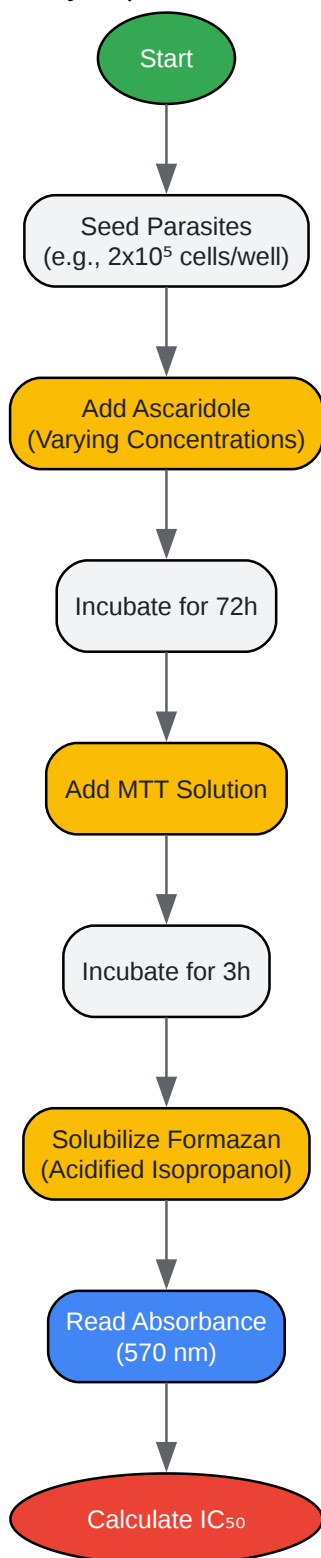 Start
Seed Parasites
(e.g., 2x10⁵ cells/well)
Add Ascaridole
(Varying Concentrations)
Incubate for 72h
Add MTT Solution
Incubate for 3h
Solubilize Formazan
(Acidified Isopropanol)
Read Absorbance
(570 nm)
Calculate IC₅₀